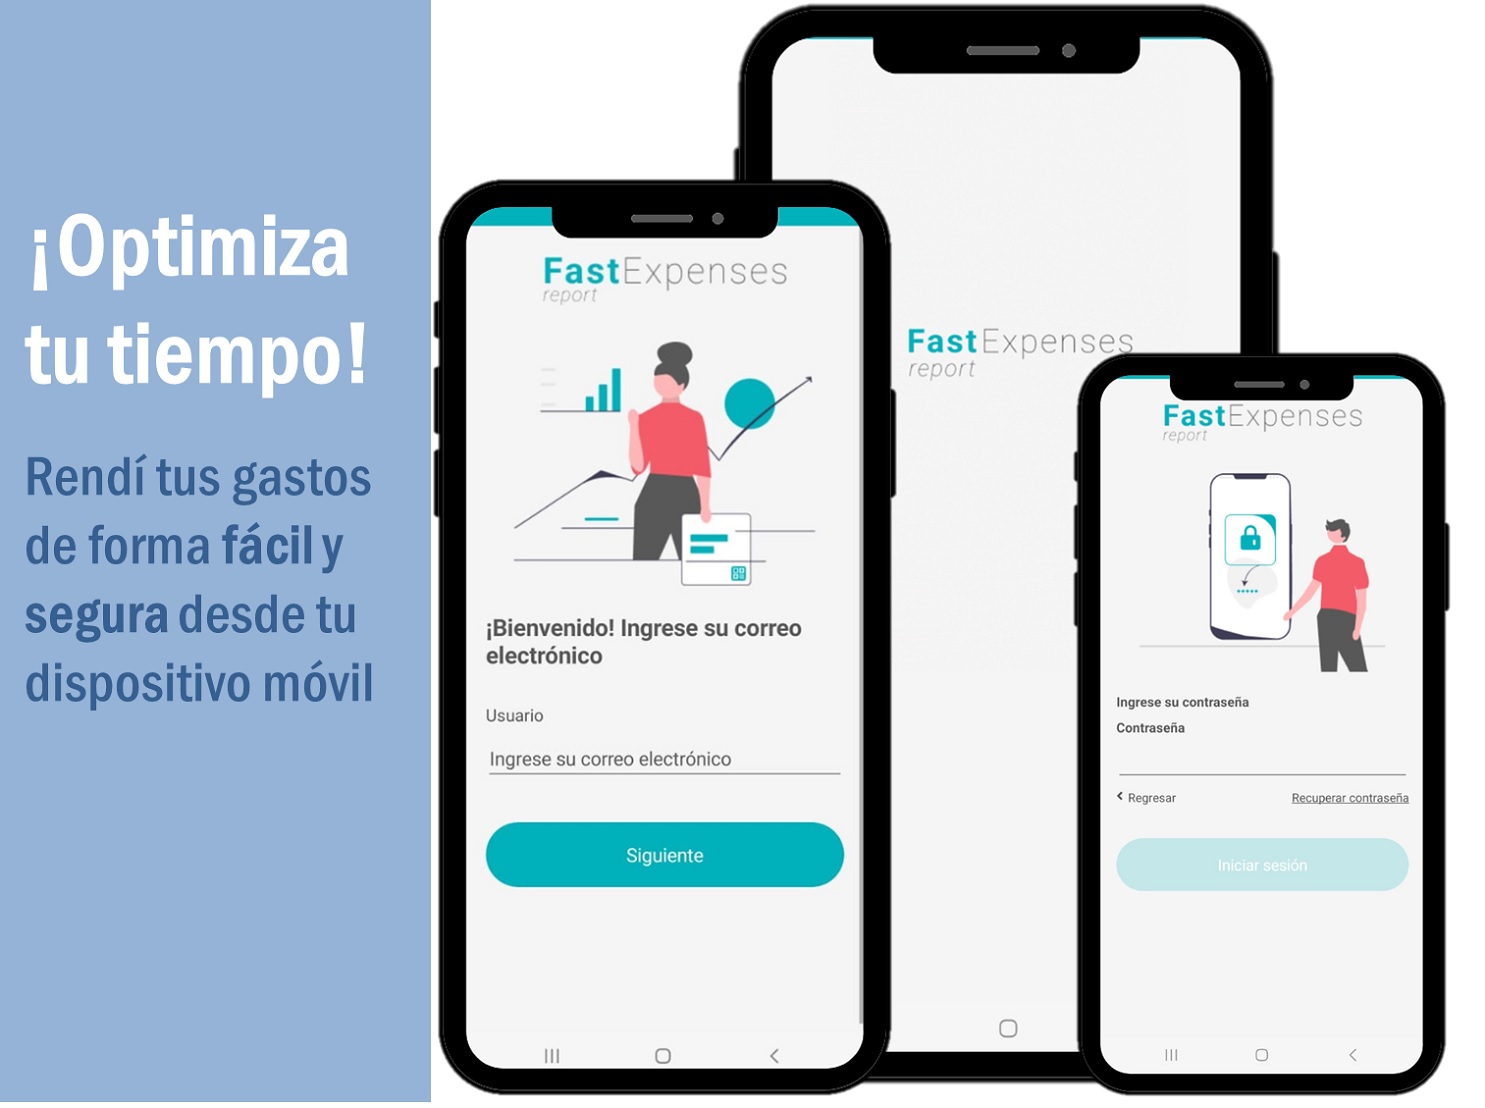 ¡Optimiza
tu tiempo!
Rendí tus gastos
de forma fácil y
segura desde tu
dispositivo móvil
FastExpenses
report
¡Bienvenido! Ingrese su correo
electrónico
Usuario
Ingrese su correo electrónico
Siguiente
FastExpenses
report
FastExpenses
report
Ingrese su contraseña
Contraseña
Regresar
Recuperar contraseña
Iniciar sesión